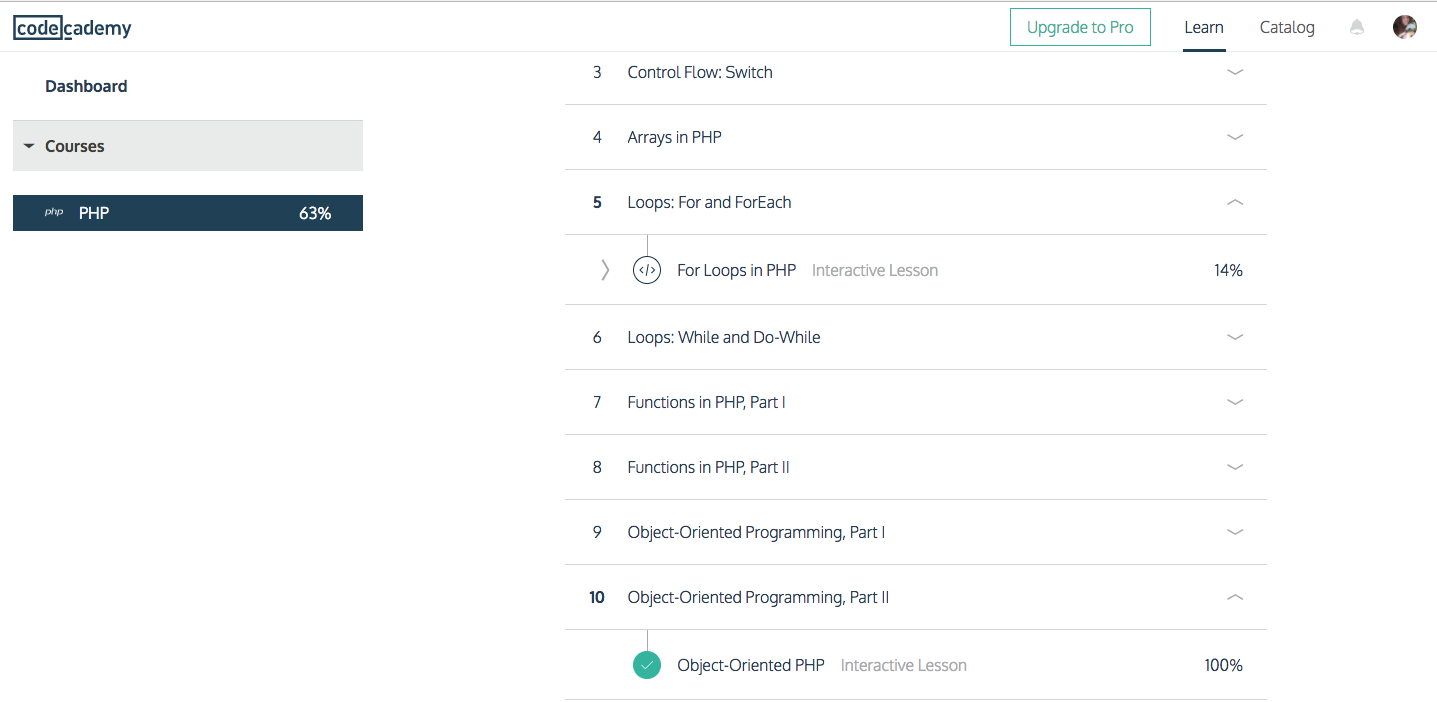 codecademy
Upgrade to Pro
Learn
Catalog
Dashboard
Courses
php PHP 63%
3 Control Flow: Switch
4 Arrays in PHP
5 Loops: For and ForEach
</> For Loops in PHP Interactive Lesson 14%
6 Loops: While and Do-While
7 Functions in PHP, Part I
8 Functions in PHP, Part II
9 Object-Oriented Programming, Part I
10 Object-Oriented Programming, Part II
Object-Oriented PHP Interactive Lesson 100%